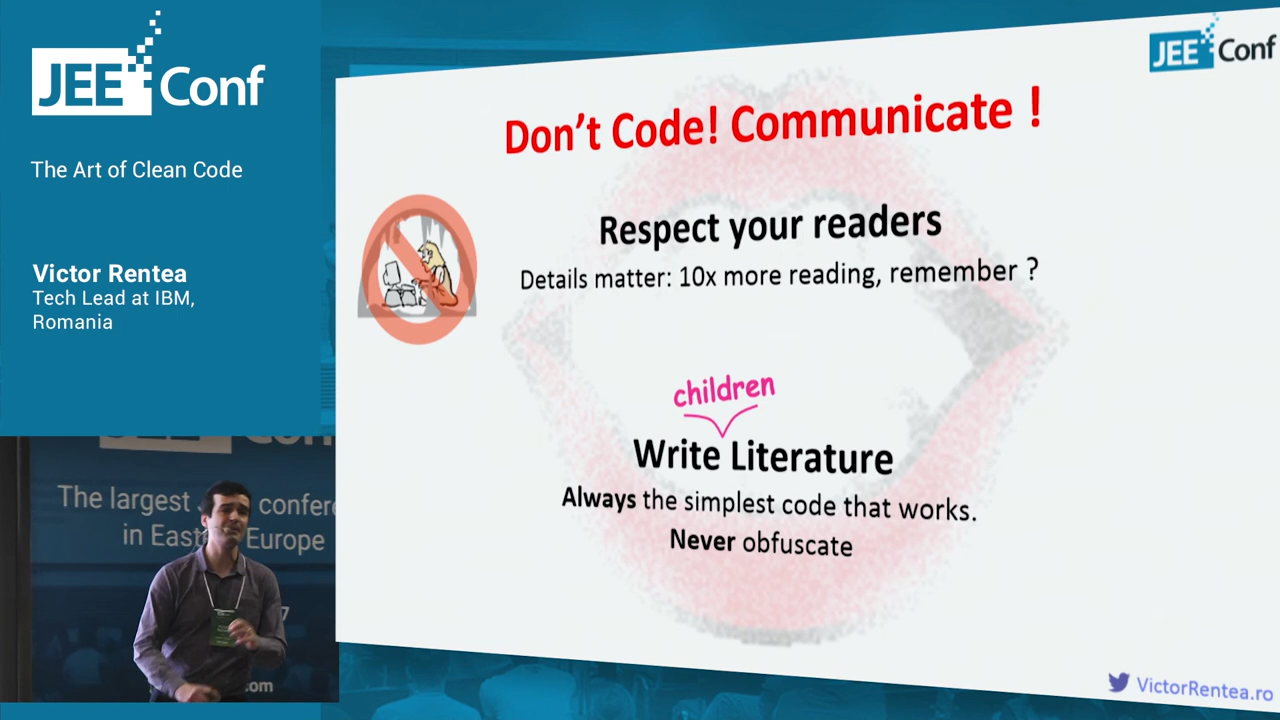 JEE Conf
The Art of Clean Code
Victor Rentea
Tech Lead at IBM,
Romania
The largest confere
in East Europe
7
.com
JEE Conf
Don't Code! Communicate !
Respect your readers
Details matter: 10x more reading, remember ?
children
Write Literature
Always the simplest code that works.
Never obfuscate
VictorRentea.ro